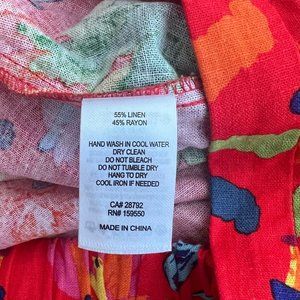 55% LINEN
45% RAYON
HAND WASH IN COOL WATER
DRY CLEAN
DO NOT BLEACH
DO NOT TUMBLE DRY
HANG TO DRY
COOL IRON IF NEEDED
CA# 28792
RN# 159550
MADE IN CHINA